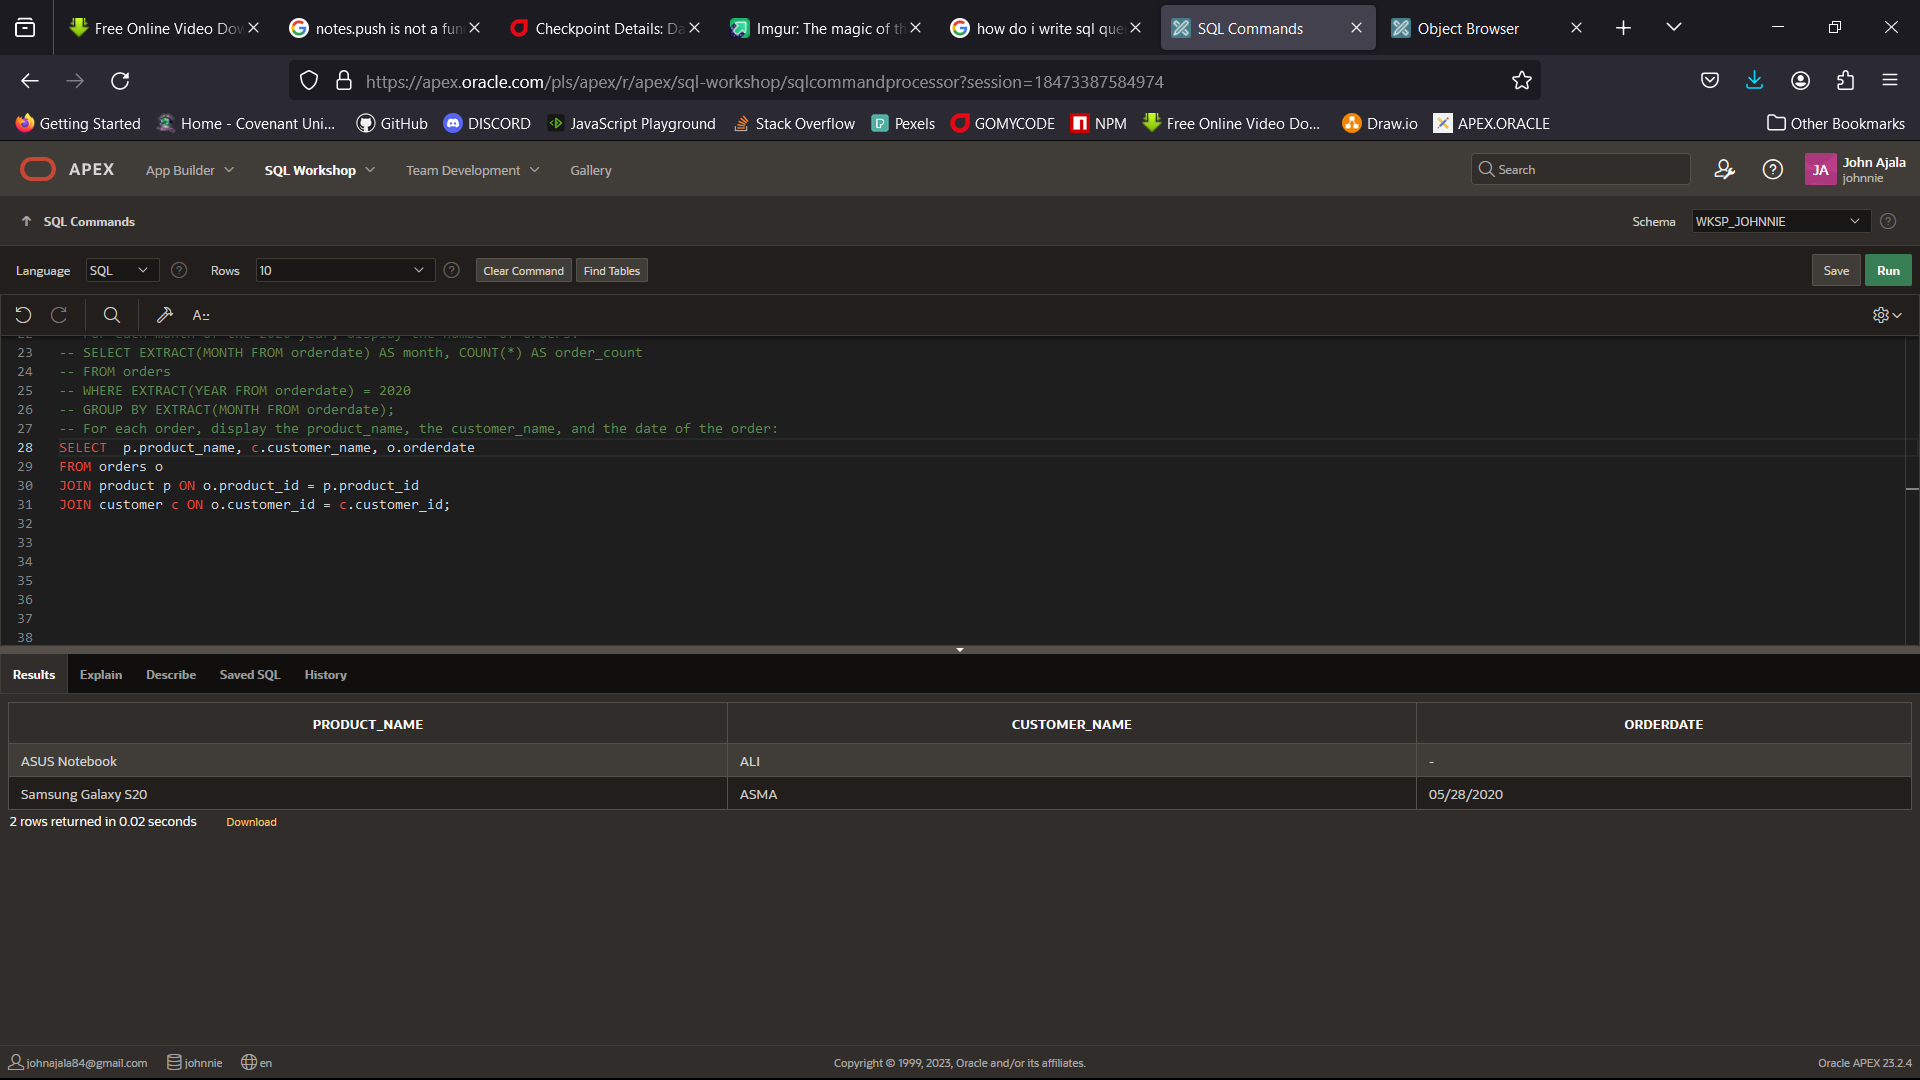 Free Online Video Do
notes.push is not a fun
Checkpoint Details: Da
Imgur: The magic of th
how do i write sql que
SQL Commands
Object Browser
https://apex.oracle.com/pls/apex/r/apex/sql-workshop/sqlcommandprocessor?session=18473387584974
Getting Started
Home - Covenant Uni...
GitHub
DISCORD
JavaScript Playground
Stack Overflow
Pexels
GOMYCODE
NPM
Free Online Video Do...
Draw.io
APEX.ORACLE
Other Bookmarks
APEX
App Builder
SQL Workshop
Team Development
Gallery
Search
JA
John Ajala
johnnie
SQL Commands
Schema
WKSP_JOHNNIE
Language
SQL
Rows
10
Clear Command
Find Tables
Save
Run
23 -- SELECT EXTRACT(MONTH FROM orderdate) AS month, COUNT(*) AS order_count
24 -- FROM orders
25 -- WHERE EXTRACT(YEAR FROM orderdate) = 2020
26 -- GROUP BY EXTRACT(MONTH FROM orderdate);
27 -- For each order, display the product_name, the customer_name, and the date of the order:
28 SELECT  p.product_name, c.customer_name, o.orderdate
29 FROM orders o
30 JOIN product p ON o.product_id = p.product_id
31 JOIN customer c ON o.customer_id = c.customer_id;
32
33
34
35
36
37
38
Results
Explain
Describe
Saved SQL
History
PRODUCT_NAME CUSTOMER_NAME ORDERDATE
ASUS Notebook ALI -
Samsung Galaxy S20 ASMA 05/28/2020
2 rows returned in 0.02 seconds
Download
johnajala84@gmail.com
johnnie
en
Copyright © 1999, 2023, Oracle and/or its affiliates.
Oracle APEX 23.2.4